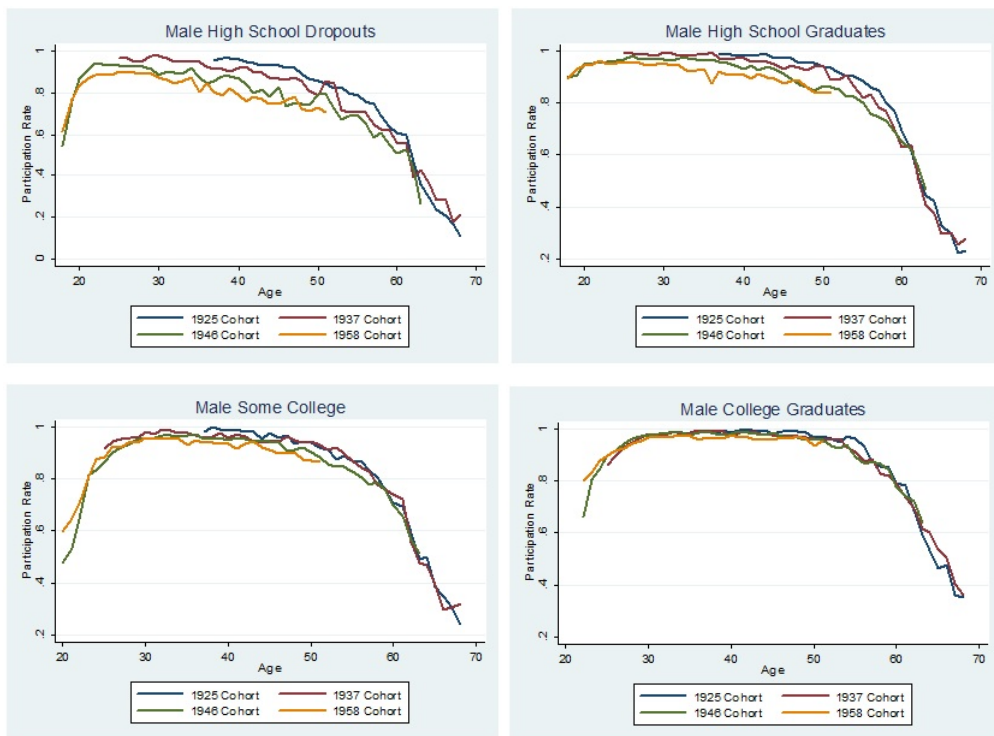 Male High School Dropouts
Participation Rate
1
.8
.6
.4
.2
0
20 30 40 50 60 70
Age
1925 Cohort 1937 Cohort
1946 Cohort 1958 Cohort
Male High School Graduates
Participation Rate
1
.8
.6
.4
.2
20 30 40 50 60 70
Age
1925 Cohort 1937 Cohort
1946 Cohort 1958 Cohort
Male Some College
Participation Rate
1
.8
.6
.4
.2
20 30 40 50 60 70
Age
1925 Cohort 1937 Cohort
1946 Cohort 1958 Cohort
Male College Graduates
Participation Rate
1
.8
.6
.4
.2
20 30 40 50 60 70
Age
1925 Cohort 1937 Cohort
1946 Cohort 1958 Cohort